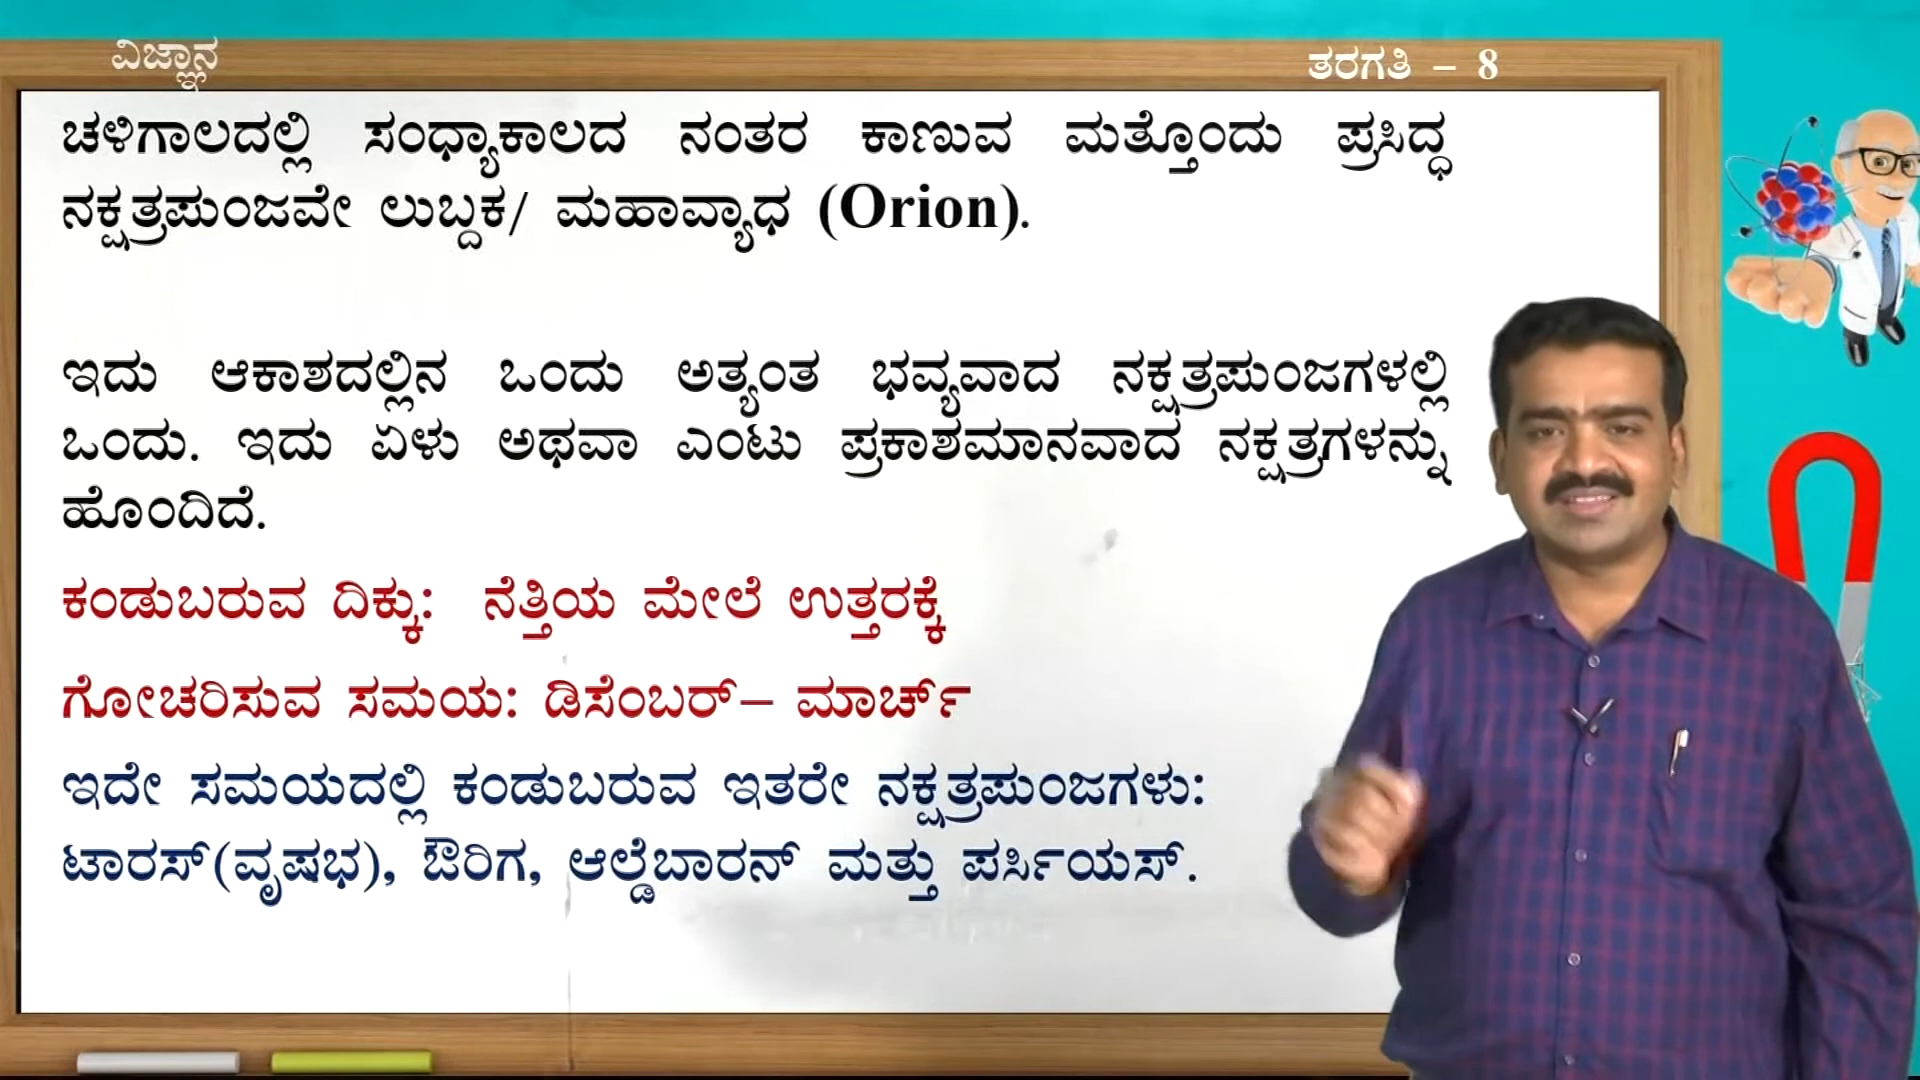 ವಿಜ್ಞಾನ
ತರಗತಿ – 8
ಚಳಿಗಾಲದಲ್ಲಿ ಸಂಧ್ಯಾಕಾಲದ ನಂತರ ಕಾಣುವ ಮತ್ತೊಂದು ಪ್ರಸಿದ್ಧ
ನಕ್ಷತ್ರಪುಂಜವೇ ಲುಬ್ದಕ/ ಮಹಾವ್ಯಾಧ (Orion).
ಇದು ಆಕಾಶದಲ್ಲಿನ ಒಂದು ಅತ್ಯಂತ ಭವ್ಯವಾದ ನಕ್ಷತ್ರಪುಂಜಗಳಲ್ಲಿ
ಒಂದು. ಇದು ಏಳು ಅಥವಾ ಎಂಟು ಪ್ರಕಾಶಮಾನವಾದ ನಕ್ಷತ್ರಗಳನ್ನು
ಹೊಂದಿದೆ.
ಕಂಡುಬರುವ ದಿಕ್ಕು: ನೆತ್ತಿಯ ಮೇಲೆ ಉತ್ತರಕ್ಕೆ
ಗೋಚರಿಸುವ ಸಮಯ: ಡಿಸೆಂಬರ್– ಮಾರ್ಚ್
ಇದೇ ಸಮಯದಲ್ಲಿ ಕಂಡುಬರುವ ಇತರೇ ನಕ್ಷತ್ರಪುಂಜಗಳು:
ಟಾರಸ್(ವೃಷಭ), ಔರಿಗ, ಆಲ್ಡೆಬಾರನ್ ಮತ್ತು ಪರ್ಸಿಯಸ್.